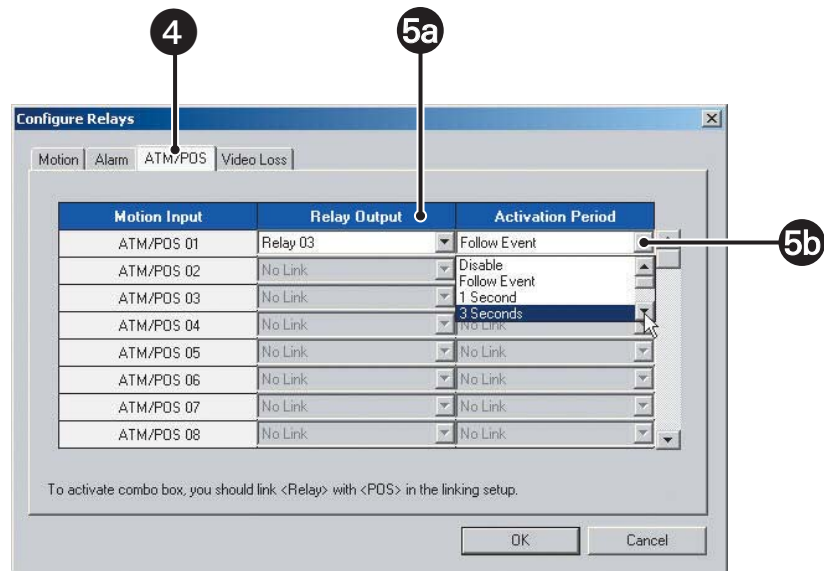 4
5a
Configure Relays
Motion Alarm ATM/POS Video Loss
Motion Input Relay Output Activation Period
ATM/POS 01 Relay 03 Follow Event
5b
ATM/POS 02 No Link Disable
Follow Event
ATM/POS 03 No Link 1 Second
3 Seconds
ATM/POS 04 No Link No Link
ATM/POS 05 No Link No Link
ATM/POS 06 No Link No Link
ATM/POS 07 No Link No Link
ATM/POS 08 No Link No Link
To activate combo box, you should link <Relay> with <POS> in the linking setup.
OK Cancel